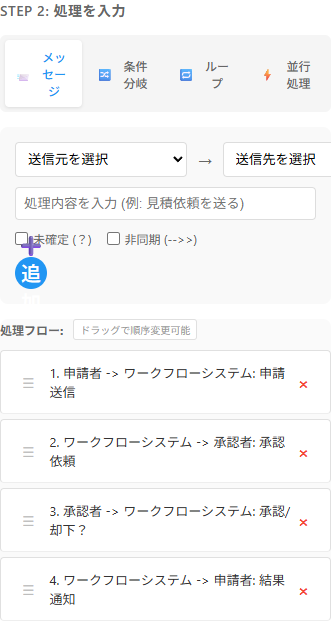 STEP 2: 処理を入力
メッ
セー
ジ
条件
分岐
ルー
プ
並行
処理
送信元を選択
→
送信先を選択
処理内容を入力 (例: 見積依頼を送る)
未確定 (？)
非同期 (-->>)
追
処理フロー:
ドラッグで順序変更可能
1. 申請者 -> ワークフローシステム: 申請
送信
2. ワークフローシステム -> 承認者: 承認
依頼
3. 承認者 -> ワークフローシステム: 承認/
却下？
4. ワークフローシステム -> 申請者: 結果
通知